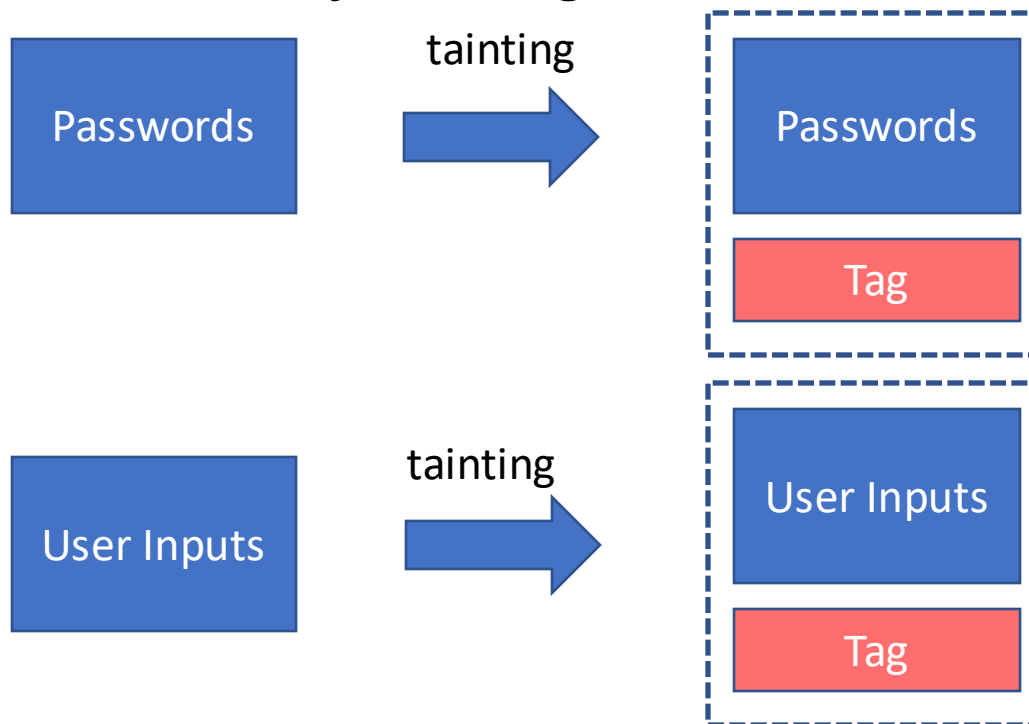 tainting
Passwords
Passwords
Tag
tainting
User Inputs
User Inputs
Tag